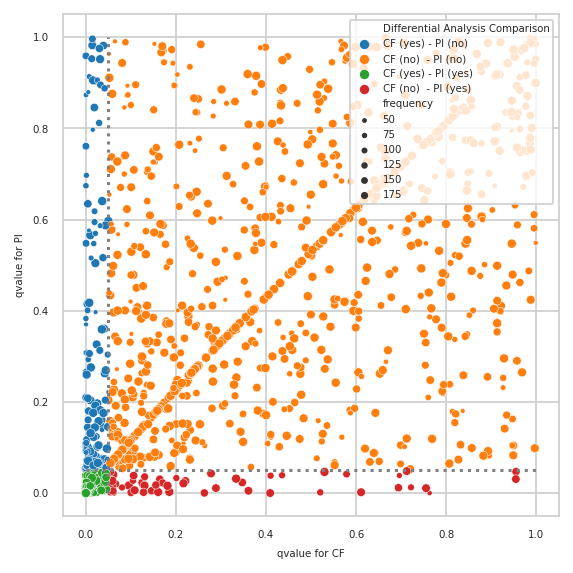 Differential Analysis Comparison
CF (yes) - PI (no)
CF (no) - PI (no)
CF (yes) - PI (yes)
CF (no) - PI (yes)
frequency
50
75
100
125
150
175
1.0
0.8
0.6
0.4
0.2
0.0
qvalue for PI
0.0 0.2 0.4 0.6 0.8 1.0
qvalue for CF